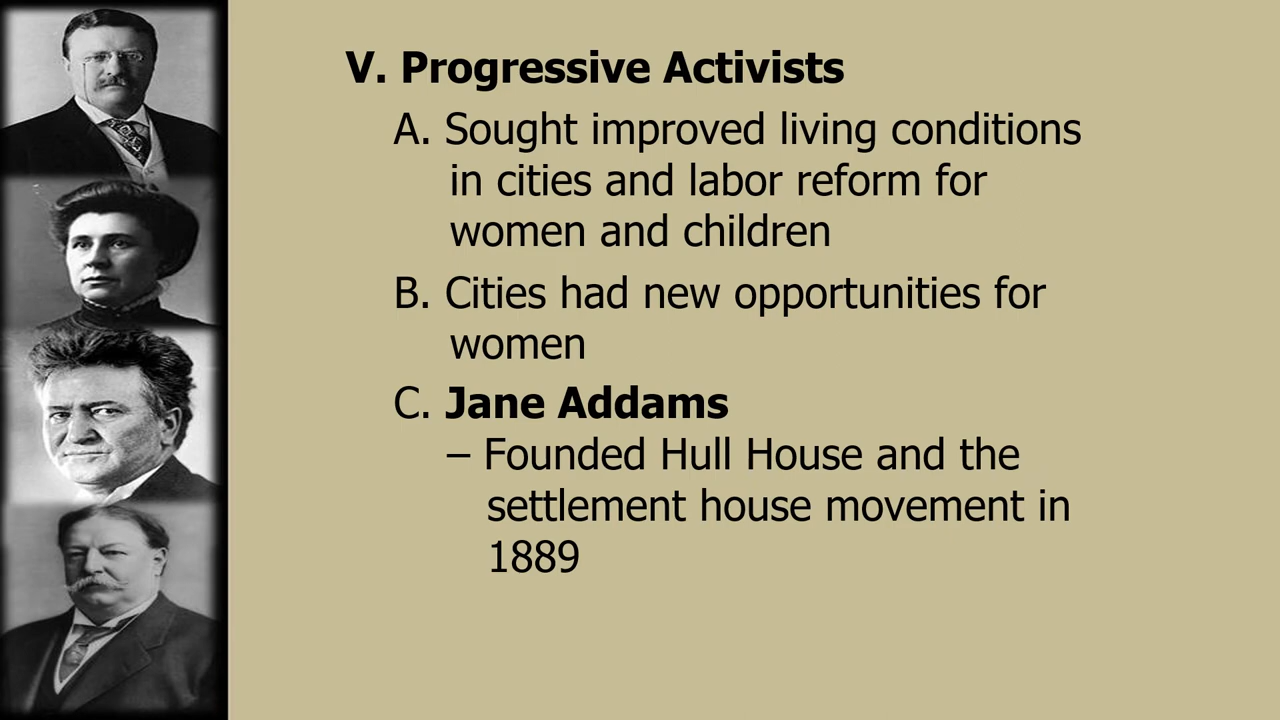 V. Progressive Activists
A. Sought improved living conditions
in cities and labor reform for
women and children
B. Cities had new opportunities for
women
C. Jane Addams
– Founded Hull House and the
settlement house movement in
1889